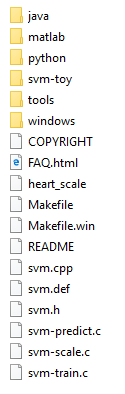 java
matlab
python
svm-toy
tools
windows
COPYRIGHT
FAQ.html
heart_scale
Makefile
Makefile.win
README
svm.cpp
svm.def
svm.h
svm-predict.c
svm-scale.c
svm-train.c